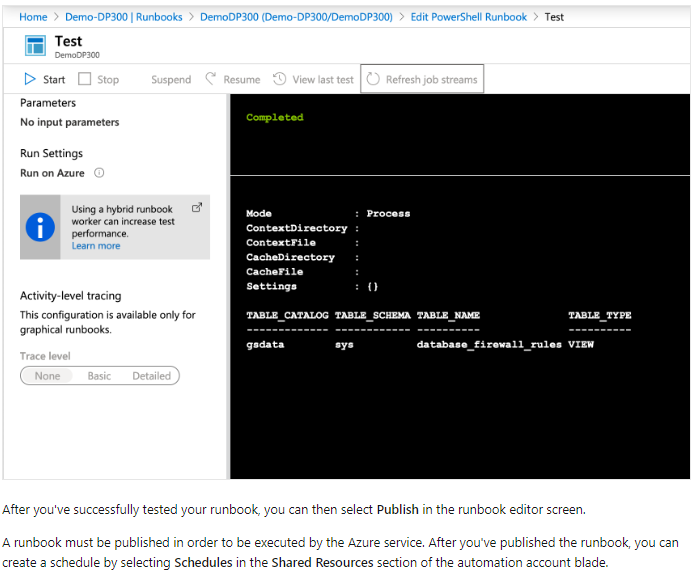 Home > Demo-DP300 | Runbooks > DemoDP300 (Demo-DP300/DemoDP300) > Edit PowerShell Runbook > Test
Test
DemoDP300
Start Stop Suspend Resume View last test Refresh job streams
Parameters
No input parameters
Run Settings
Run on Azure
Using a hybrid runbook
worker can increase test
performance.
Learn more
Activity-level tracing
This configuration is available only for
graphical runbooks.
Trace level
None Basic Detailed
Completed
Mode : Process
ContextDirectory :
ContextFile :
CacheDirectory :
CacheFile :
Settings : {}
TABLE_CATALOG TABLE_SCHEMA TABLE_NAME TABLE_TYPE
------------- ------------ ---------- ----------
gsdata sys database_firewall_rules VIEW
After you've successfully tested your runbook, you can then select Publish in the runbook editor screen.
A runbook must be published in order to be executed by the Azure service. After you've published the runbook, you can
create a schedule by selecting Schedules in the Shared Resources section of the automation account blade.